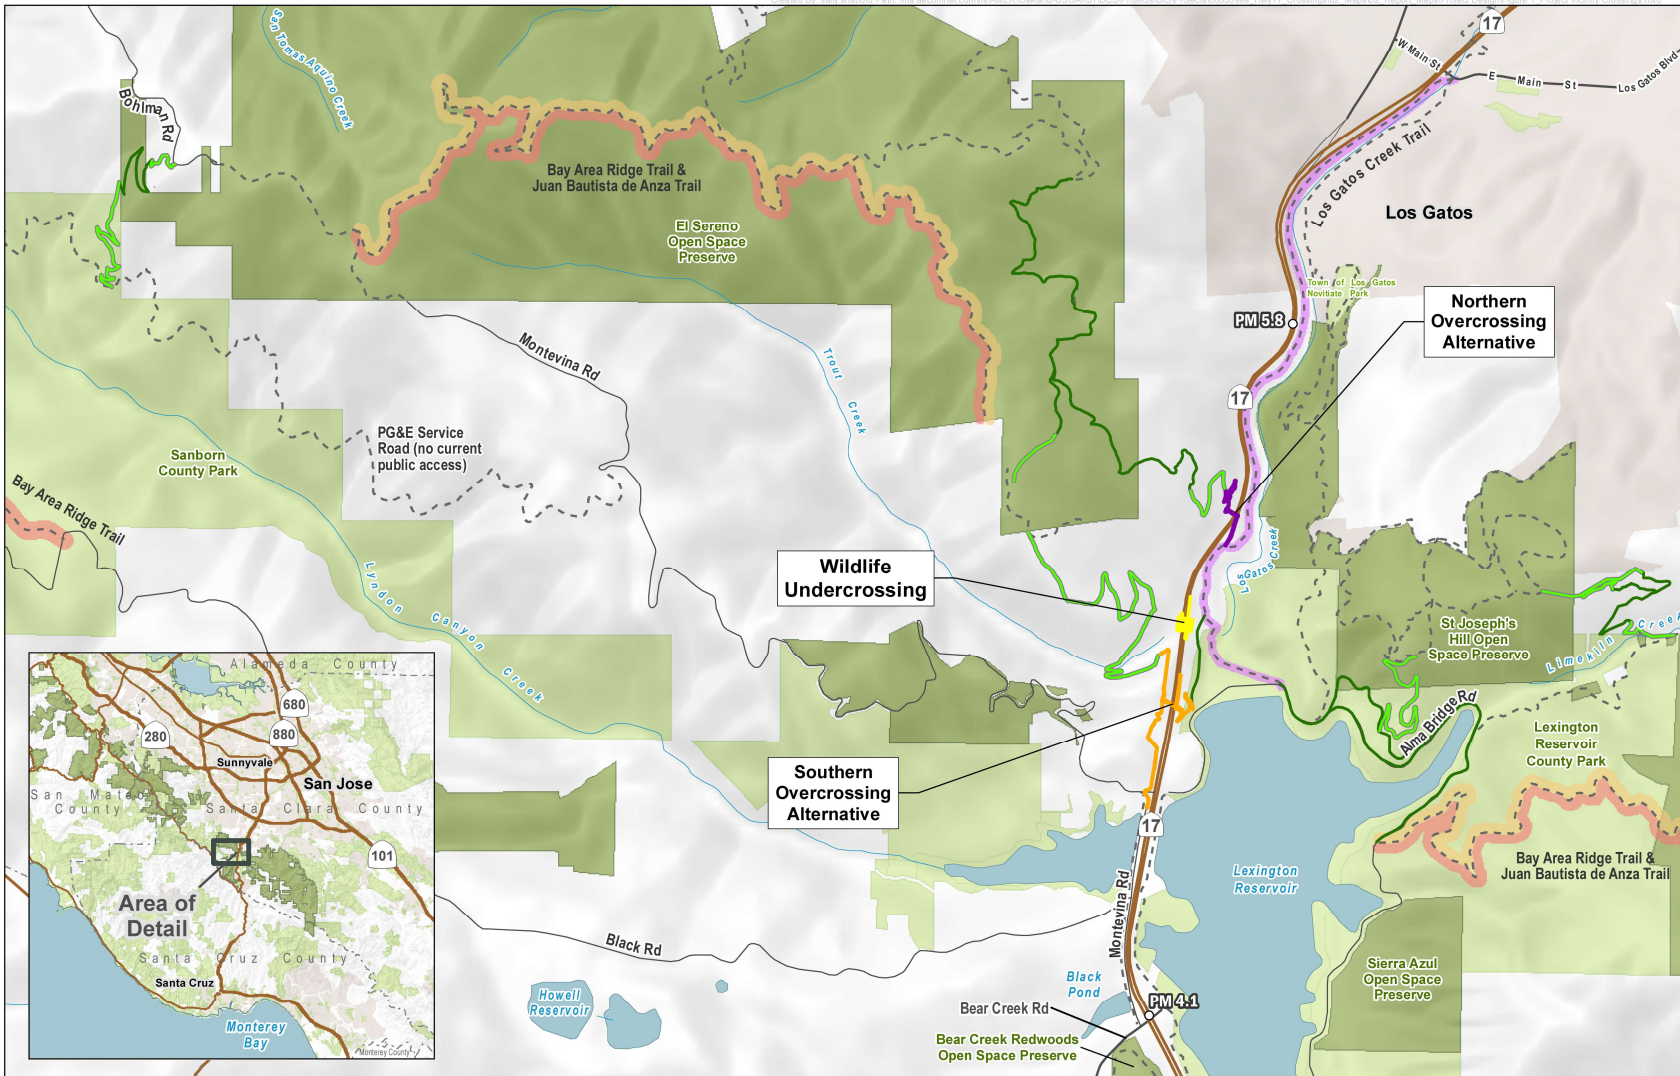 17
W Main St
E Main St
Los Gatos Blvd
San Tomas Aquino Creek
Bohlman Rd
Los Gatos Creek Trail
Bay Area Ridge Trail &
Juan Bautista de Anza Trail
Los Gatos
El Sereno
Open Space
Preserve
Town of Los Gatos
Novitiate Park
Northern
Overcrossing
Alternative
PM 5.8
Montevina Rd
Trout Creek
17
PG&E Service
Road (no current
public access)
Sanborn
County Park
Bay Area Ridge Trail
Los Gatos Creek
Wildlife
Undercrossing
Lyndon Canyon Creek
St Joseph's
Hill Open
Space Preserve
Limekiln Creek
Alma Bridge Rd
Lexington
Reservoir
County Park
Southern
Overcrossing
Alternative
17
Bay Area Ridge Trail &
Juan Bautista de Anza Trail
Lexington
Reservoir
Montevina Rd
Black Rd
Sierra Azul
Open Space
Preserve
Howell
Reservoir
Black
Pond
PM 4.1
Bear Creek Rd
Bear Creek Redwoods
Open Space Preserve
Alameda County
680
280
880
Sunnyvale
San Jose
San Mateo
County
Santa Clara County
101
Area of
Detail
Santa Cruz County
Santa Cruz
Monterey
Bay
Monterey County